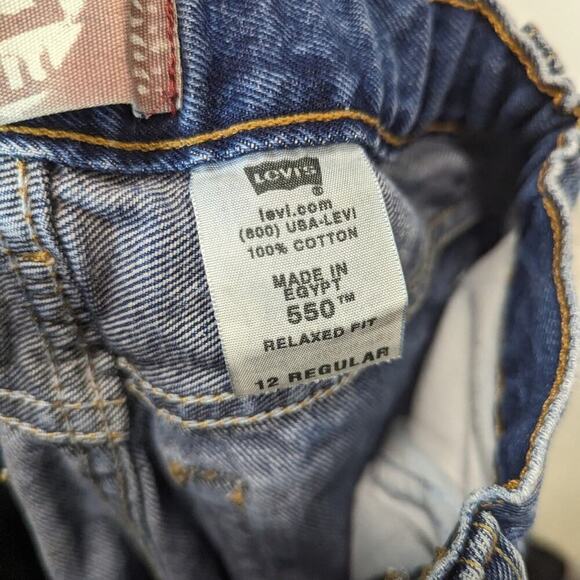 LEVI'S
®
levi.com
(800) USA-LEVI
100% COTTON
MADE IN
EGYPT
550™
RELAXED FIT
12 REGULAR